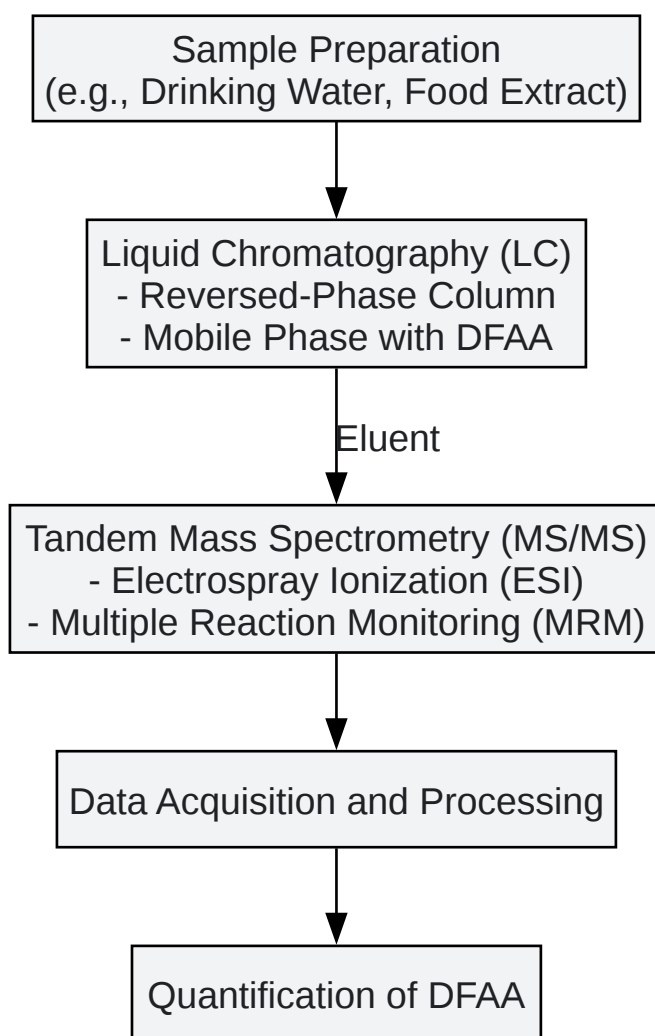 Sample Preparation
(e.g., Drinking Water, Food Extract)
Liquid Chromatography (LC)
- Reversed-Phase Column
- Mobile Phase with DFAA
Eluent
Tandem Mass Spectrometry (MS/MS)
- Electrospray Ionization (ESI)
- Multiple Reaction Monitoring (MRM)
Data Acquisition and Processing
Quantification of DFAA